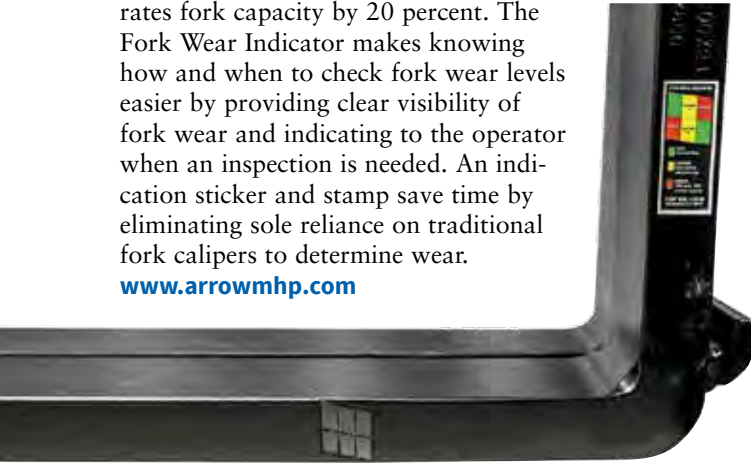 rates fork capacity by 20 percent. The
Fork Wear Indicator makes knowing
how and when to check fork wear levels
easier by providing clear visibility of
fork wear and indicating to the operator
when an inspection is needed. An indi-
cation sticker and stamp save time by
eliminating sole reliance on traditional
fork calipers to determine wear.
www.arrowmhp.com